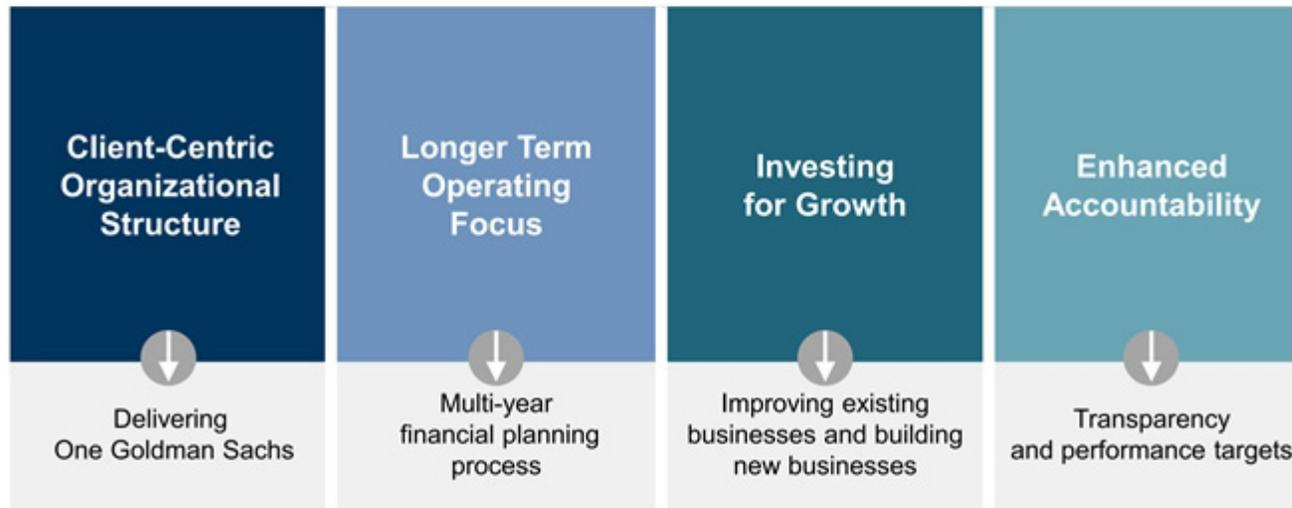 Client-Centric
Organizational
Structure
Delivering
One Goldman Sachs
Longer Term
Operating
Focus
Multi-year
financial planning
process
Investing
for Growth
Improving existing
businesses and building
new businesses
Enhanced
Accountability
Transparency
and performance targets